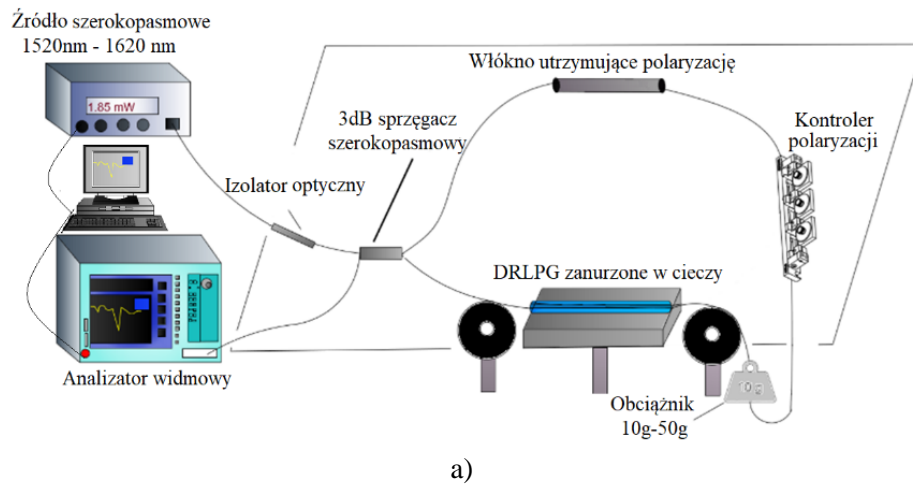 Źródło szerokopasmowe
1520nm - 1620 nm
1.85 mW
Włókno utrzymujące polaryzację
3dB sprzęgacz
szerokopasmowy
Kontroler
polaryzacji
Izolator optyczny
DRLPG zanurzone w cieczy
Analizator widmowy
10g
Obciążnik
10g-50g
a)